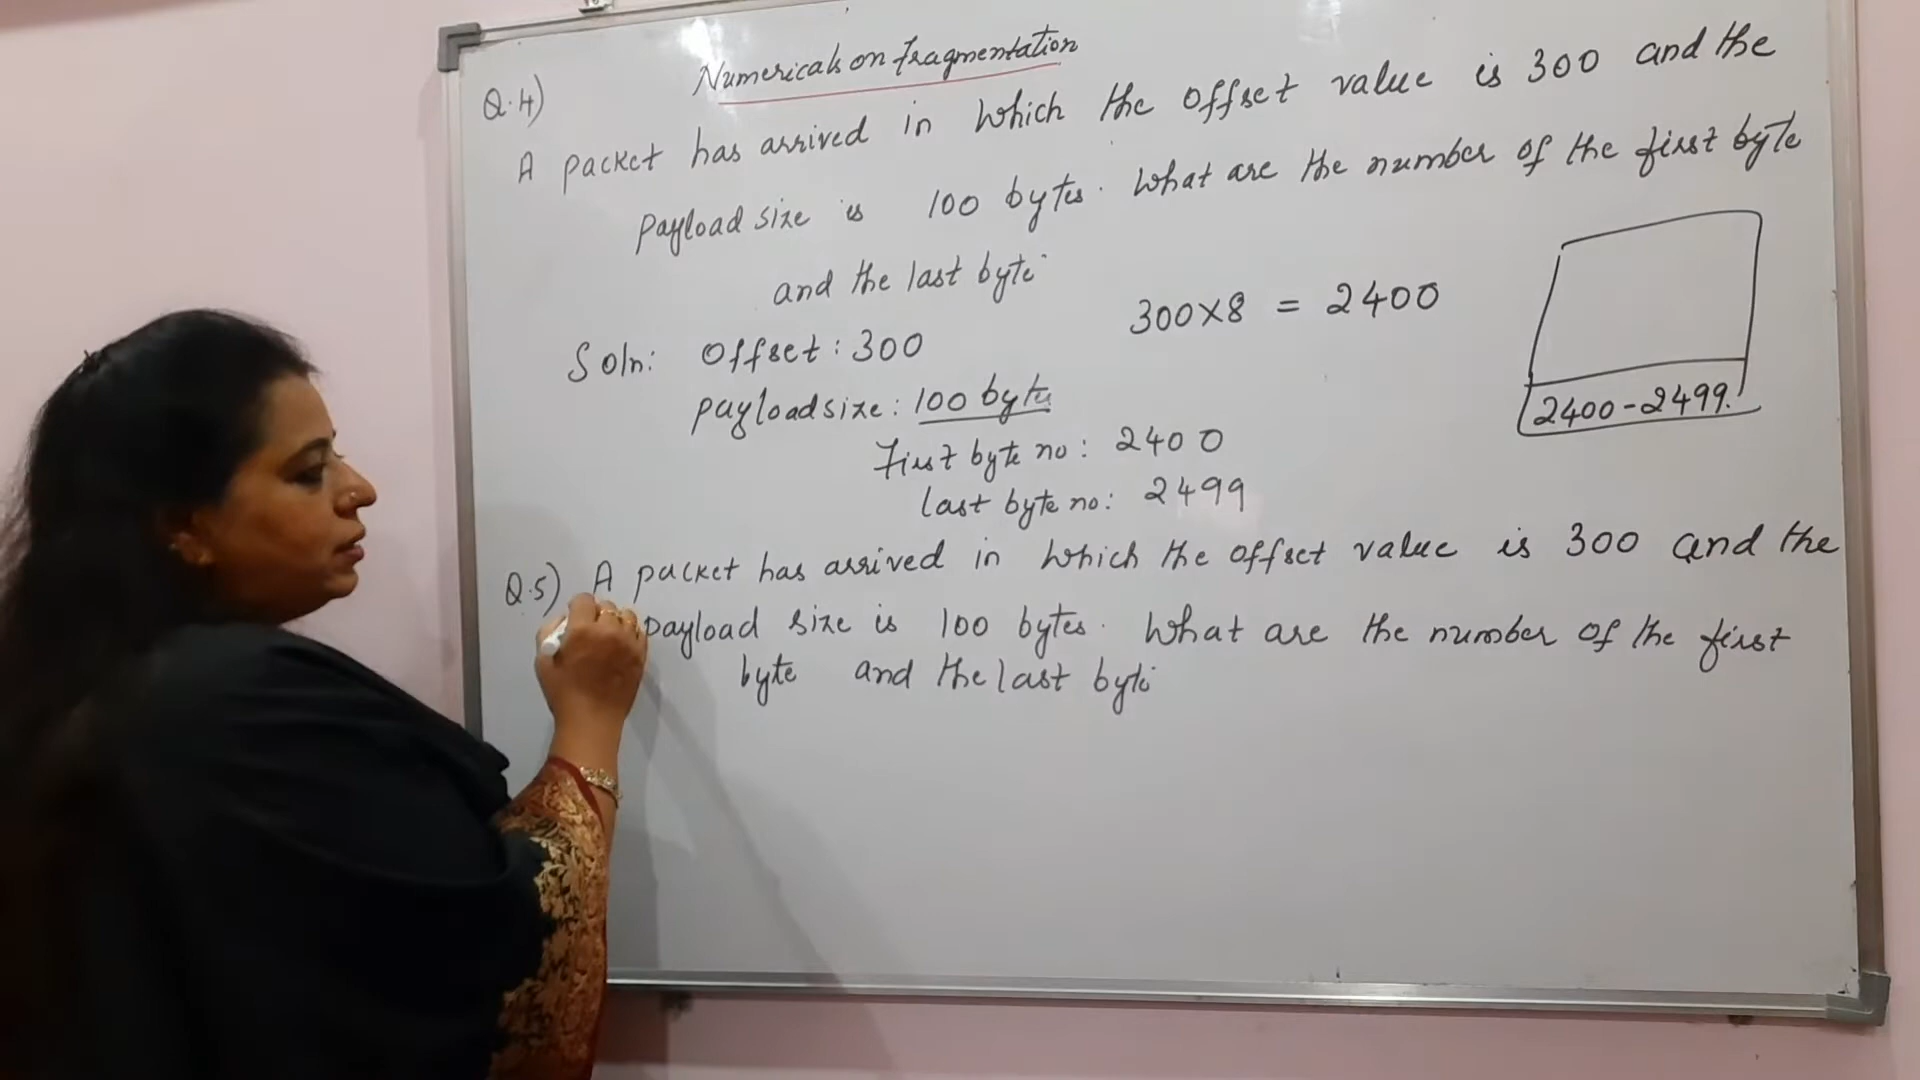 Numericals on fragmentation
Q.4)
A packet has arrived in which the offset value is 300 and the
payload size is 100 bytes. What are the number of the first byte
and the last byte
300×8 = 2400
Soln: Offset: 300
payload size: 100 bytes
2400-2499.
First byte no: 2400
last byte no: 2499
Q.5) A packet has arrived in which the offset value is 300 and the
payload size is 100 bytes. What are the number of the first
byte and the last byte